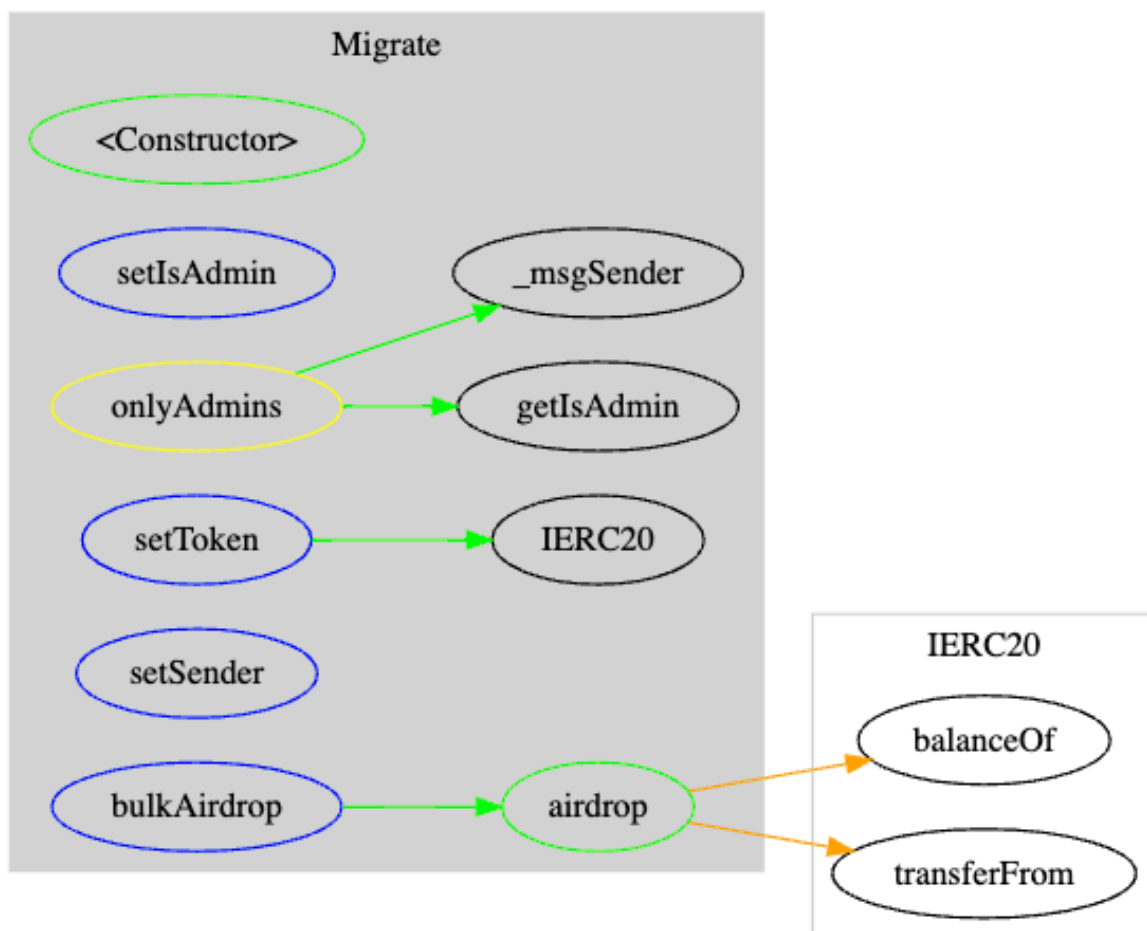 Migrate
<Constructor>
setIsAdmin
_msgSender
onlyAdmins
getIsAdmin
setToken
IERC20
setSender
IERC20
balanceOf
bulkAirdrop
airdrop
transferFrom